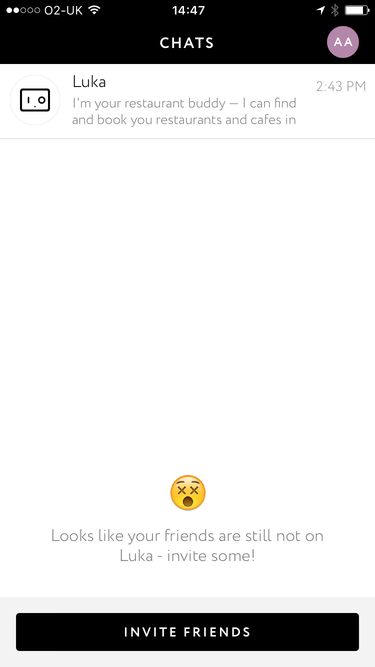 O2-UK 14:47
CHATS
AA
Luka
2:43 PM
I'm your restaurant buddy – I can find
and book you restaurants and cafes in
Looks like your friends are still not on
Luka - invite some!
INVITE FRIENDS